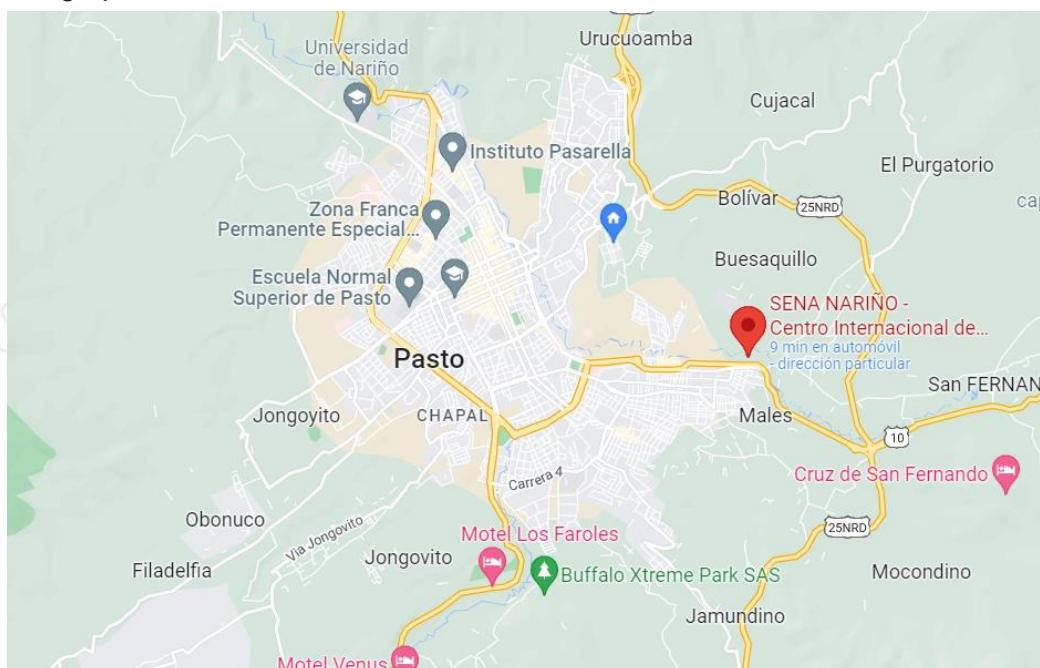 Urucuoamba
Universidad
de Nariño
Cujacal
Instituto Pasarella
El Purgatorio
Zona Franca
Permanente Especial...
Bolívar
25NRD
Buesaquillo
Escuela Normal
Superior de Pasto
SENA NARIÑO -
Centro Internacional de...
9 min en automóvil
- dirección particular
Pasto
San FERNAN
Jongoyito
CHAPAL
Males
10
Carrera 4
Cruz de San Fernando
Obonuco
Via Jongovito
25NRD
Motel Los Faroles
Jongovito
Filadelfia
Buffalo Xtreme Park SAS
Mocondino
Jamundino
Motel Venus